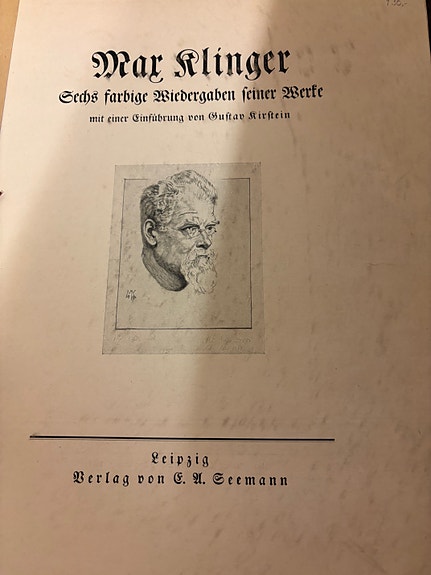 Max Klinger
Sechs farbige Wiedergaben seiner Werke
mit einer Einführung von Gustav Kirstein
Leipzig
Verlag von E. A. Seemann